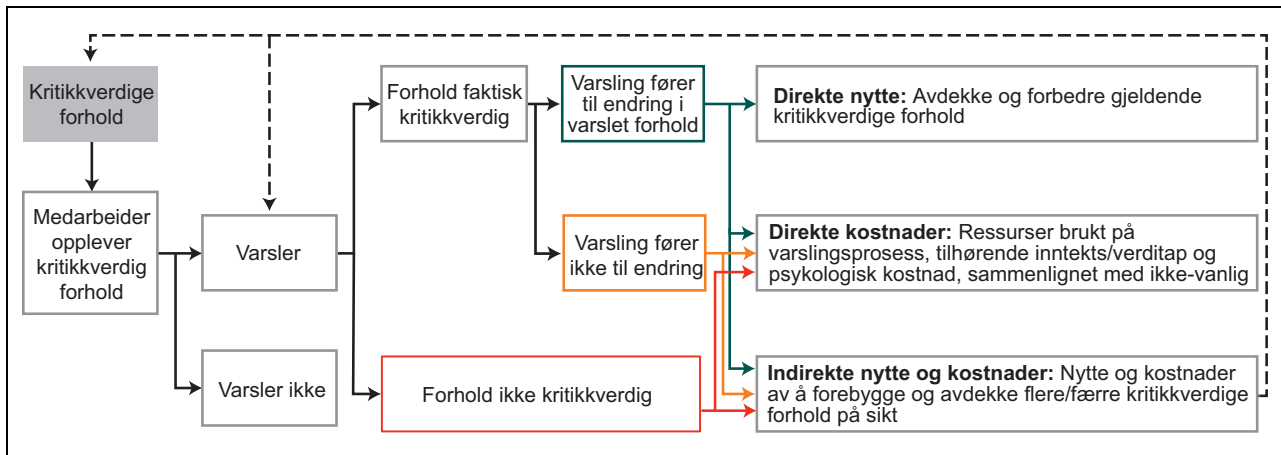 Kritikkverdige
forhold
Medarbeider
opplever
kritikkverdig
forhold
Varsler
Varsler ikke
Forhold faktisk
kritikkverdig
Forhold ikke kritikkverdig
Varsling fører
til endring i
varslet forhold
Varsling fører
ikke til endring
Direkte nytte: Avdekke og forbedre gjeldende
kritikkverdige forhold
Direkte kostnader: Ressurser brukt på
varslingsprosess, tilhørende inntekts/verditap og
psykologisk kostnad, sammenlignet med ikke-vanlig
Indirekte nytte og kostnader: Nytte og kostnader
av å forebygge og avdekke flere/færre kritikkverdige
forhold på sikt